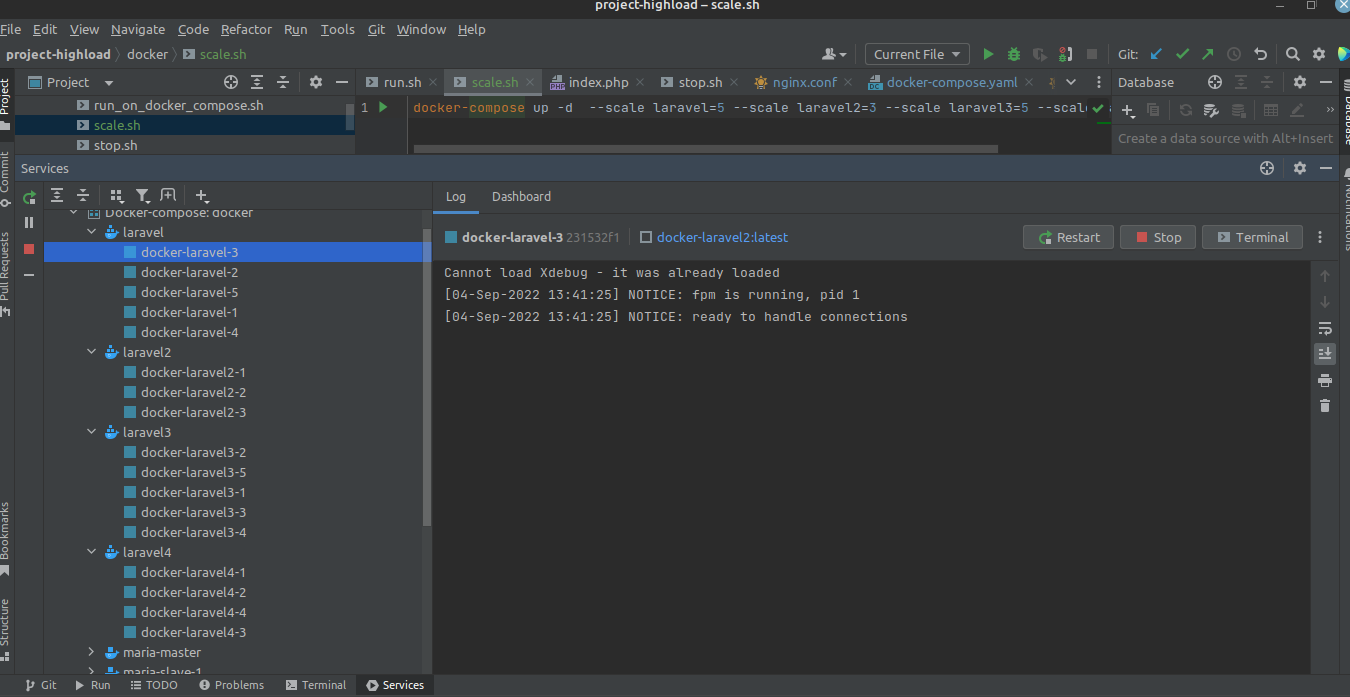 project-highload – scale.sh
File Edit View Navigate Code Refactor Run Tools Git Window Help
project-highload docker scale.sh
Current File Git:
Project
run.sh scale.sh index.php stop.sh nginx.conf docker-compose.yaml
Database
run_on_docker_compose.sh
scale.sh
stop.sh
1 docker-compose up -d --scale laravel=5 --scale laravel2=3 --scale laravel3=5 --scale
Create a data source with Alt+Insert
Project
Commit
Pull Requests
Bookmarks
Structure
Database
Notifications
Services
Log Dashboard
Docker-compose: docker
laravel
docker-laravel-3
docker-laravel-2
docker-laravel-5
docker-laravel-1
docker-laravel-4
laravel2
docker-laravel2-1
docker-laravel2-2
docker-laravel2-3
laravel3
docker-laravel3-2
docker-laravel3-5
docker-laravel3-1
docker-laravel3-3
docker-laravel3-4
laravel4
docker-laravel4-1
docker-laravel4-2
docker-laravel4-4
docker-laravel4-3
maria-master
maria-slave-1
docker-laravel-3 231532f1 docker-laravel2:latest Restart Stop Terminal
Cannot load Xdebug - it was already loaded
[04-Sep-2022 13:41:25] NOTICE: fpm is running, pid 1
[04-Sep-2022 13:41:25] NOTICE: ready to handle connections
Git Run TODO Problems Terminal Services